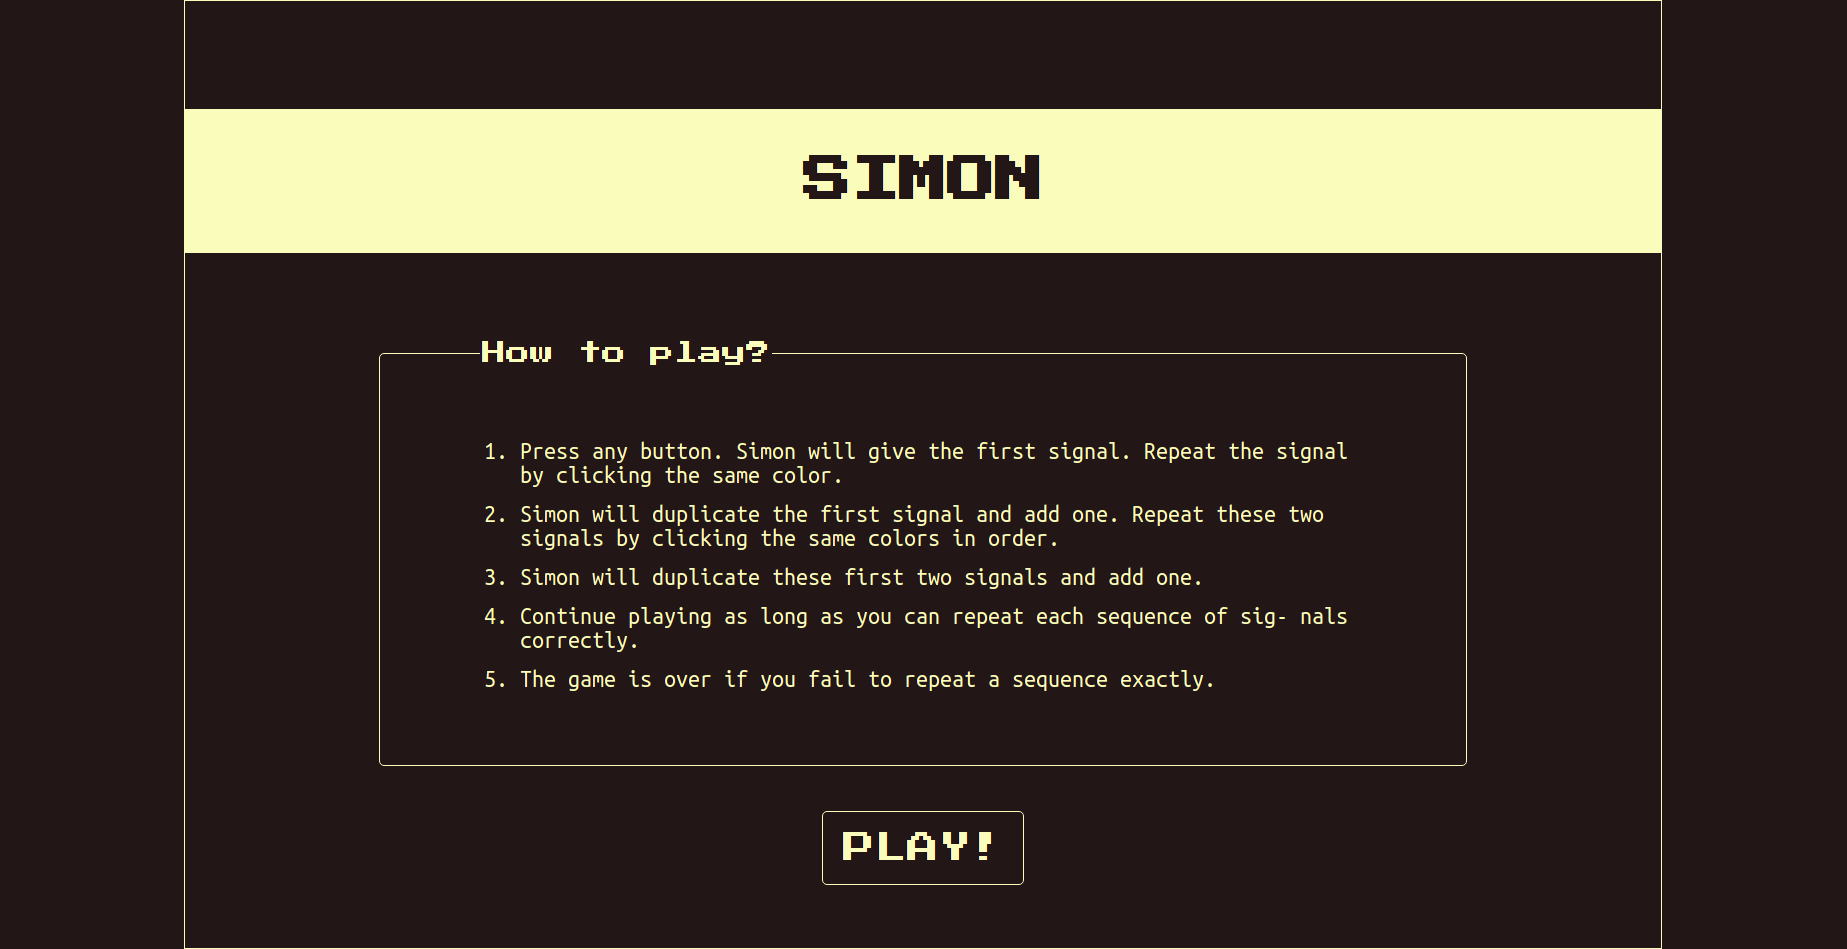 SIMON
How to play?
1. Press any button. Simon will give the first signal. Repeat the signal
by clicking the same color.
2. Simon will duplicate the first signal and add one. Repeat these two
signals by clicking the same colors in order.
3. Simon will duplicate these first two signals and add one.
4. Continue playing as long as you can repeat each sequence of sig- nals
correctly.
5. The game is over if you fail to repeat a sequence exactly.
PLAY!